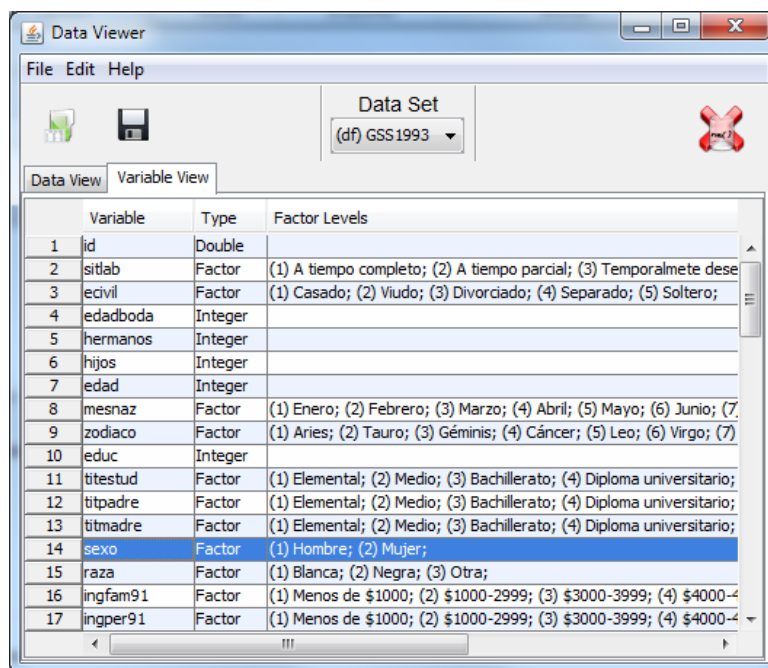 Data Viewer
File Edit Help
Data Set
(df) GSS1993
Data View Variable View
Variable Type Factor Levels
1 id Double
2 sitlab Factor (1) A tiempo completo; (2) A tiempo parcial; (3) Temporalmete dese
3 ecivil Factor (1) Casado; (2) Viudo; (3) Divorciado; (4) Separado; (5) Soltero;
4 edadboda Integer
5 hermanos Integer
6 hijos Integer
7 edad Integer
8 mesnaz Factor (1) Enero; (2) Febrero; (3) Marzo; (4) Abril; (5) Mayo; (6) Junio; (7)
9 zodiaco Factor (1) Aries; (2) Tauro; (3) Géminis; (4) Cáncer; (5) Leo; (6) Virgo; (7)
10 educ Integer
11 titestud Factor (1) Elemental; (2) Medio; (3) Bachillerato; (4) Diploma universitario;
12 titpadre Factor (1) Elemental; (2) Medio; (3) Bachillerato; (4) Diploma universitario;
13 titmadre Factor (1) Elemental; (2) Medio; (3) Bachillerato; (4) Diploma universitario;
14 sexo Factor (1) Hombre; (2) Mujer;
15 raza Factor (1) Blanca; (2) Negra; (3) Otra;
16 ingfam91 Factor (1) Menos de $1000; (2) $1000-2999; (3) $3000-3999; (4) $4000-4
17 ingper91 Factor (1) Menos de $1000; (2) $1000-2999; (3) $3000-3999; (4) $4000-4